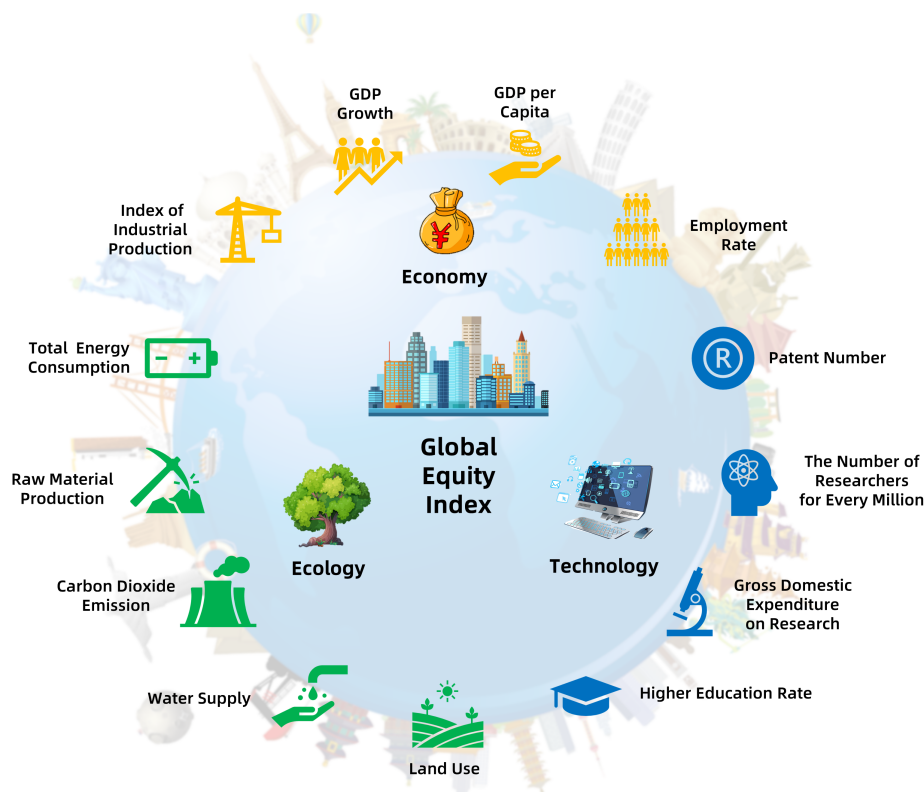 GDP
Growth
GDP per
Capita
Index of
Industrial
Production
Employment
Rate
¥
Economy
Total Energy
Consumption
R
Patent Number
Global
Equity
Index
Raw Material
Production
The Number of
Researchers
for Every Million
Ecology
Technology
Carbon Dioxide
Emission
Gross Domestic
Expenditure
on Research
Water Supply
Higher Education Rate
Land Use